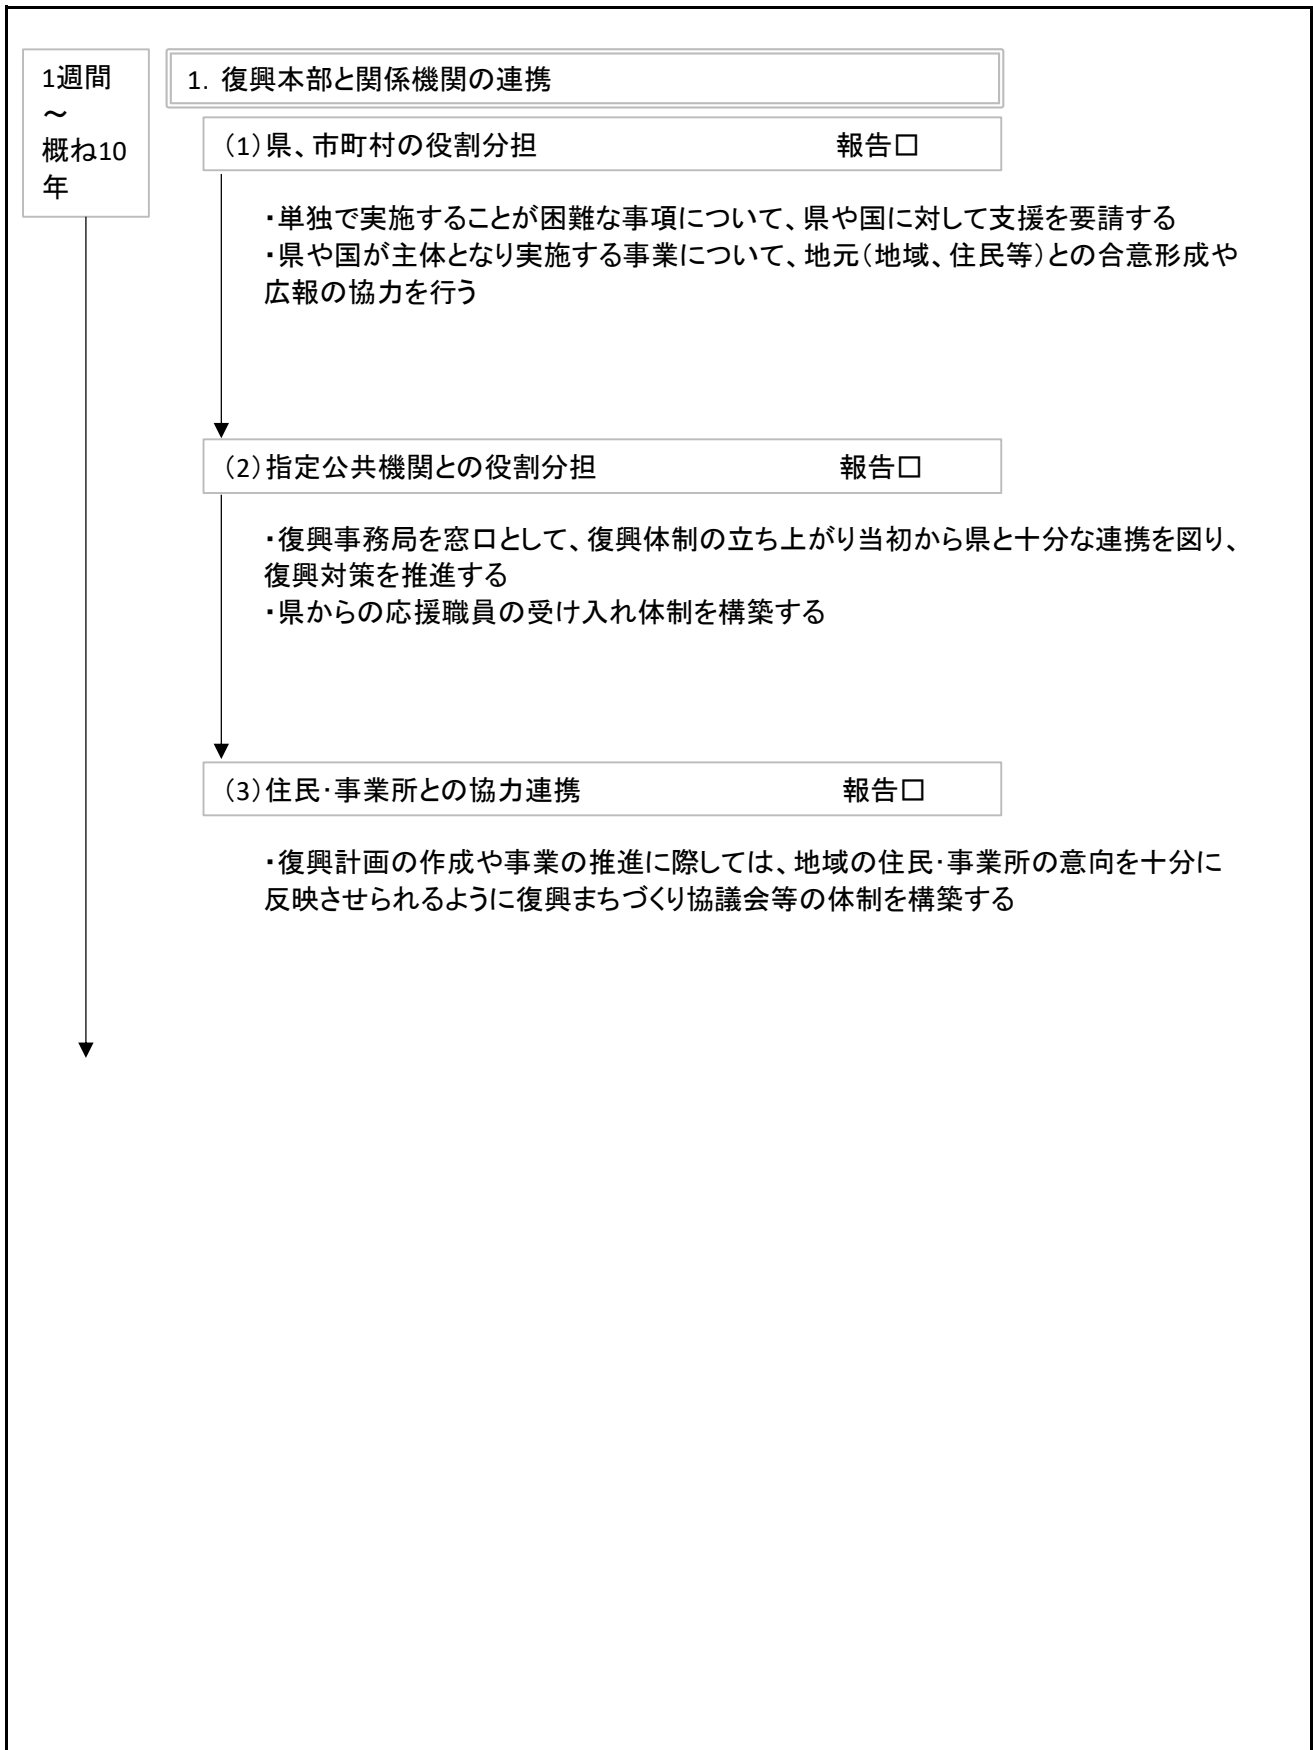 1週間
～
概ね10
年
1. 復興本部と関係機関の連携
(1)県、市町村の役割分担 報告□
・単独で実施することが困難な事項について、県や国に対して支援を要請する
・県や国が主体となり実施する事業について、地元（地域、住民等）との合意形成や
広報の協力を行う
(2)指定公共機関との役割分担 報告□
・復興事務局を窓口として、復興体制の立ち上がり当初から県と十分な連携を図り、
復興対策を推進する
・県からの応援職員の受け入れ体制を構築する
(3)住民・事業所との協力連携 報告□
・復興計画の作成や事業の推進に際しては、地域の住民・事業所の意向を十分に
反映させられるように復興まちづくり協議会等の体制を構築する